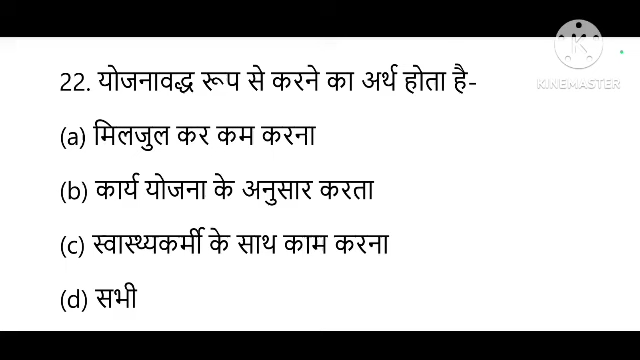 K
KINEMASTER
22. योजनावद्ध रूप से करने का अर्थ होता है-
(a) मिलजुल कर कम करना
(b) कार्य योजना के अनुसार करता
(c) स्वास्थ्यकर्मी के साथ काम करना
(d) सभी